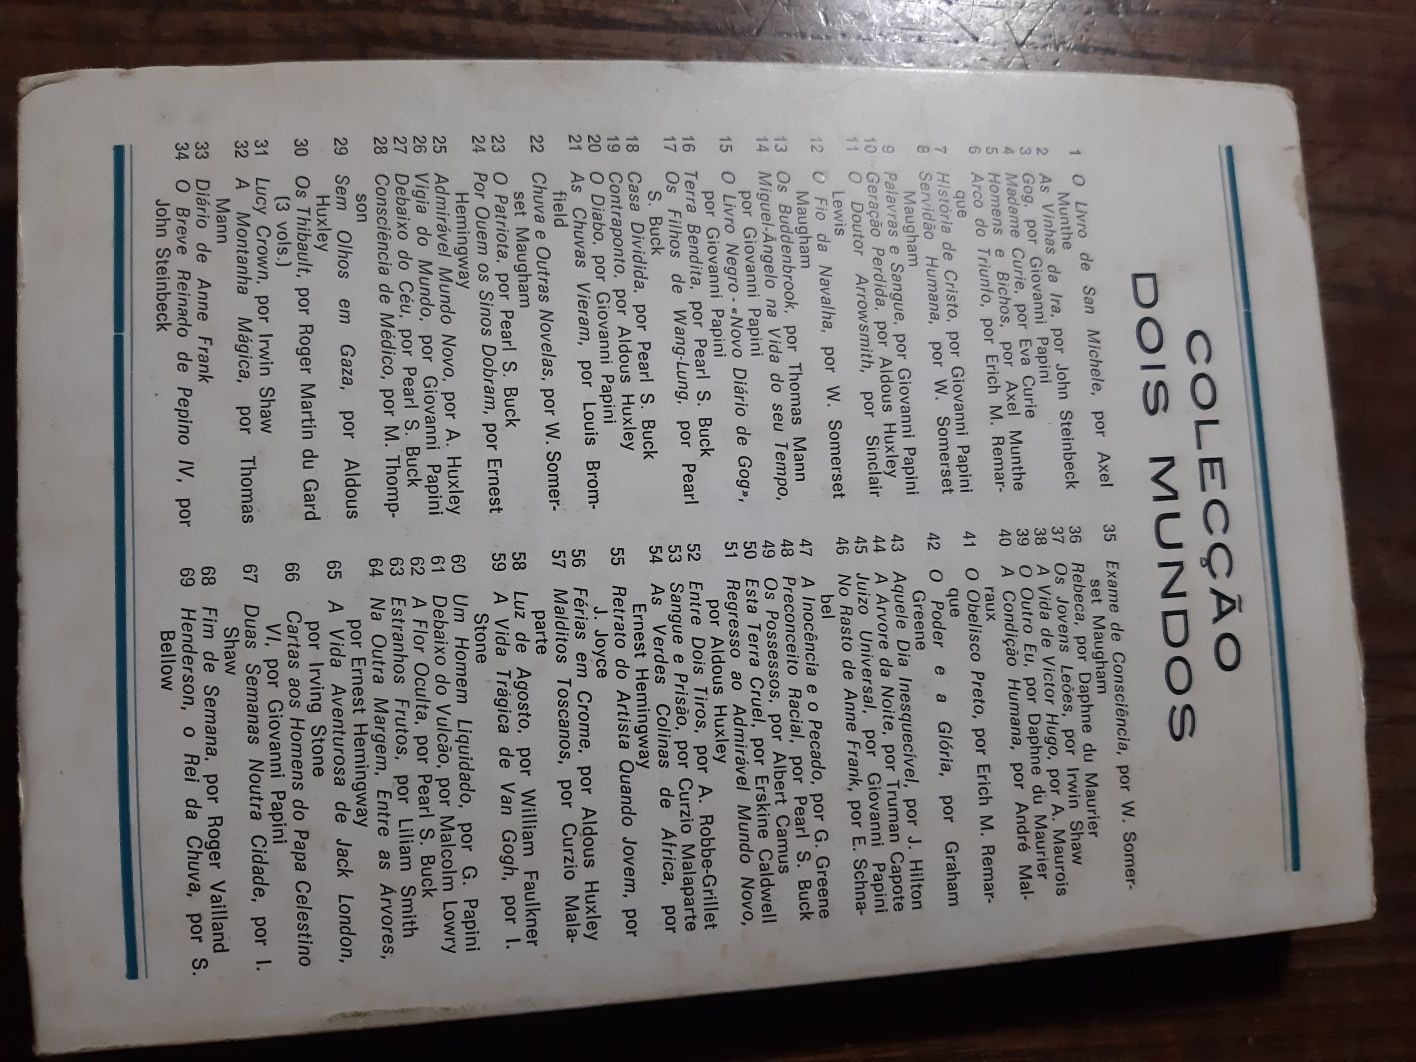 COLECÇÃO
DOIS MUNDOS
1 O Livro de San Michele, por Axel
Munthe
2 As Vinhas da Ira, por John Steinbeck
3 Gog, por Giovanni Papini
4 Madame Curie, por Eva Curie
5 Homens e Bichos, por Axel Munthe
6 Arco do Triunfo, por Erich M. Remar-
que
7 História de Cristo, por Giovanni Papini
8 Servidão Humana, por W. Somerset
Maugham
9 Palavras e Sangue, por Giovanni Papini
10 Geração Perdida, por Aldous Huxley
11 O Doutor Arrowsmith, por Sinclair
Lewis
12 O Fio da Navalha, por W. Somerset
Maugham
13 Os Buddenbrook, por Thomas Mann
14 Miguel-Ângelo na Vida do seu Tempo,
por Giovanni Papini
15 O Livro Negro - «Novo Diário de Gog»,
por Giovanni Papini
16 Terra Bendita, por Pearl S. Buck
17 Os Filhos de Wang-Lung, por Pearl
S. Buck
18 Casa Dividida, por Pearl S. Buck
19 Contraponto, por Aldous Huxley
20 O Diabo, por Giovanni Papini
21 As Chuvas Vieram, por Louis Brom-
field
22 Chuva e Outras Novelas, por W. Somer-
set Maugham
23 O Patriota, por Pearl S. Buck
24 Por Quem os Sinos Dobram, por Ernest
Hemingway
25 Admirável Mundo Novo, por A. Huxley
26 Vigia do Mundo, por Giovanni Papini
27 Debaixo do Céu, por Pearl S. Buck
28 Consciência de Médico, por M. Thomp-
son
29 Sem Olhos em Gaza, por Aldous
Huxley
30 Os Thibault, por Roger Martin du Gard
(3 vols.)
31 Lucy Crown, por Irwin Shaw
32 A Montanha Mágica, por Thomas
Mann
33 Diário de Anne Frank
34 O Breve Reinado de Pepino IV, por
John Steinbeck
35 Exame de Consciência, por W. Somer-
set Maugham
36 Rebeca, por Daphne du Maurier
37 Os Jovens Leões, por Irwin Shaw
38 A Vida de Victor Hugo, por A. Maurois
39 O Outro Eu, por Daphne du Maurier
40 A Condição Humana, por André Mal-
raux
41 O Obelisco Preto, por Erich M. Remar-
que
42 O Poder e a Glória, por Graham
Greene
43 Aquele Dia Inesquecível, por J. Hilton
44 A Árvore da Noite, por Truman Capote
45 Juízo Universal, por Giovanni Papini
46 No Rasto de Anne Frank, por E. Schna-
bel
47 A Inocência e o Pecado, por G. Greene
48 Preconceito Racial, por Pearl S. Buck
49 Os Possessos, por Albert Camus
50 Esta Terra Cruel, por Erskine Caldwell
51 Regresso ao Admirável Mundo Novo,
por Aldous Huxley
52 Entre Dois Tiros, por A. Robbe-Grillet
53 Sangue e Prisão, por Curzio Malaparte
54 As Verdes Colinas de África, por
Ernest Hemingway
55 Retrato do Artista Quando Jovem, por
J. Joyce
56 Férias em Crome, por Aldous Huxley
57 Malditos Toscanos, por Curzio Mala-
parte
58 Luz de Agosto, por William Faulkner
59 A Vida Trágica de Van Gogh, por I.
Stone
60 Um Homem Liquidado, por G. Papini
61 Debaixo do Vulcão, por Malcolm Lowry
62 A Flor Oculta, por Pearl S. Buck
63 Estranhos Frutos, por Lilliam Smith
64 Na Outra Margem, Entre as Árvores,
por Ernest Hemingway
65 A Vida Aventurosa de Jack London,
por Irving Stone
66 Cartas aos Homens do Papa Celestino
VI, por Giovanni Papini
67 Duas Semanas Noutra Cidade, por I.
Shaw
68 Fim de Semana, por Roger Vailland
69 Henderson, o Rei da Chuva, por S.
Bellow